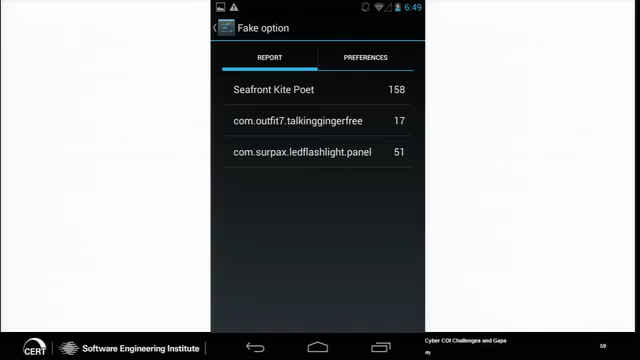 6:49
Fake option
REPORT PREFERENCES
Seafront Kite Poet 158
com.outfit7.talkinggingerfree 17
com.surpax.ledflashlight.panel 51
CERT
Software Engineering Institute
Cyber COI Challenges and Gaps
dy
59